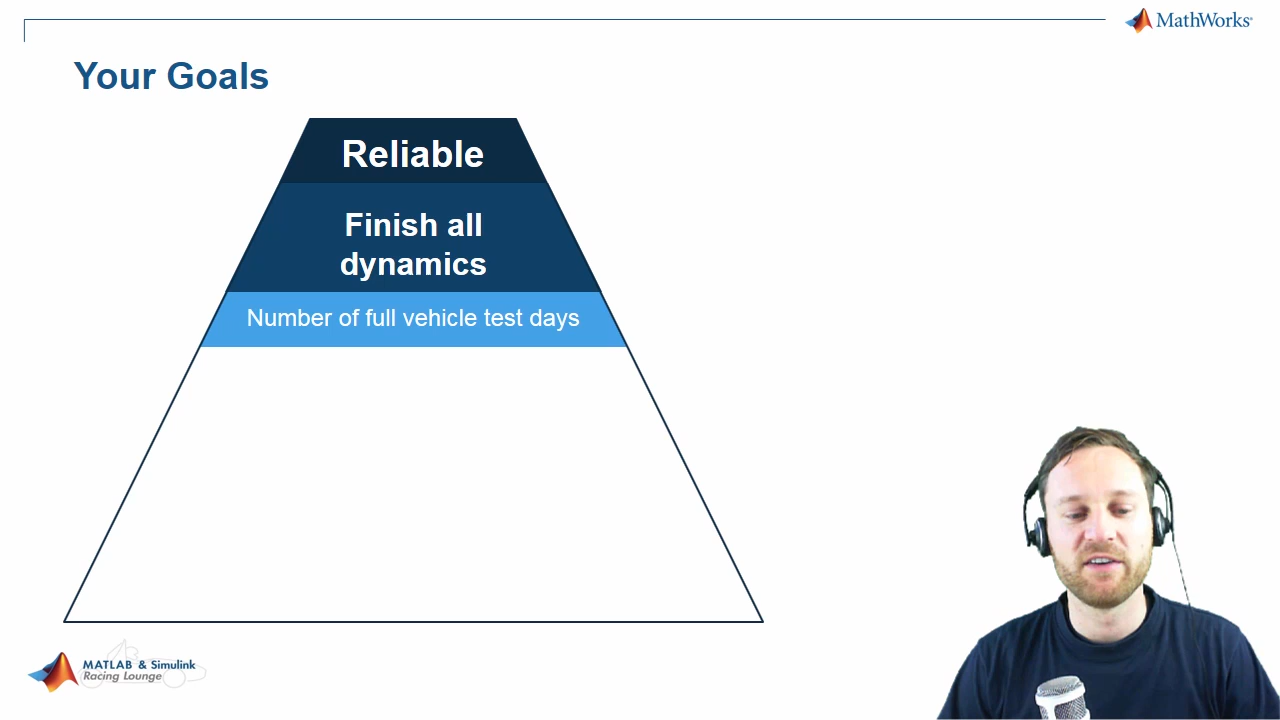 MathWorks®
Your Goals
Reliable
Finish all
dynamics
Number of full vehicle test days
MATLAB & Simulink
Racing Lounge